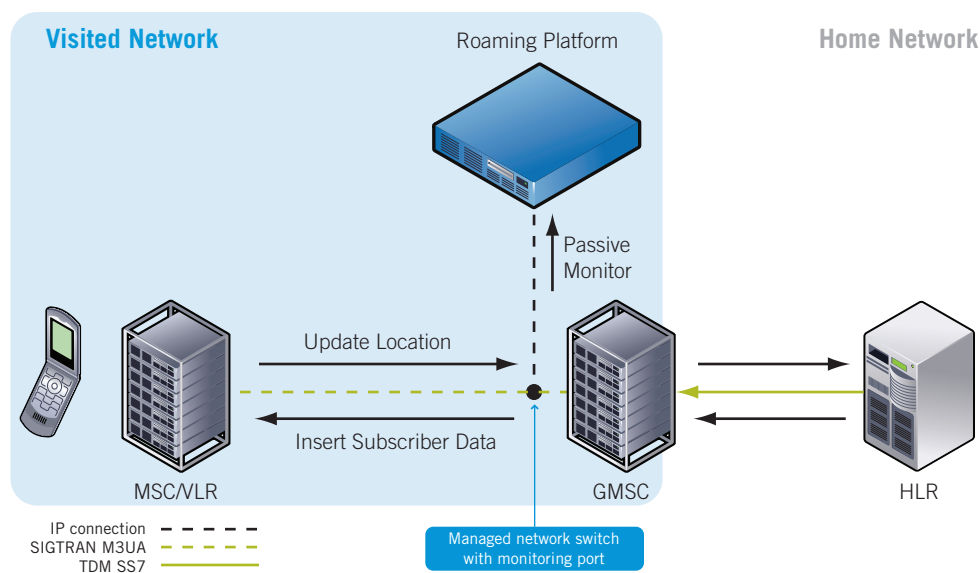 Visited Network
Roaming Platform
Home Network
Passive
Monitor
Update Location
Insert Subscriber Data
MSC/VLR
GMSC
HLR
IP connection
SIGTRAN M3UA
TDM SS7
Managed network switch
with monitoring port